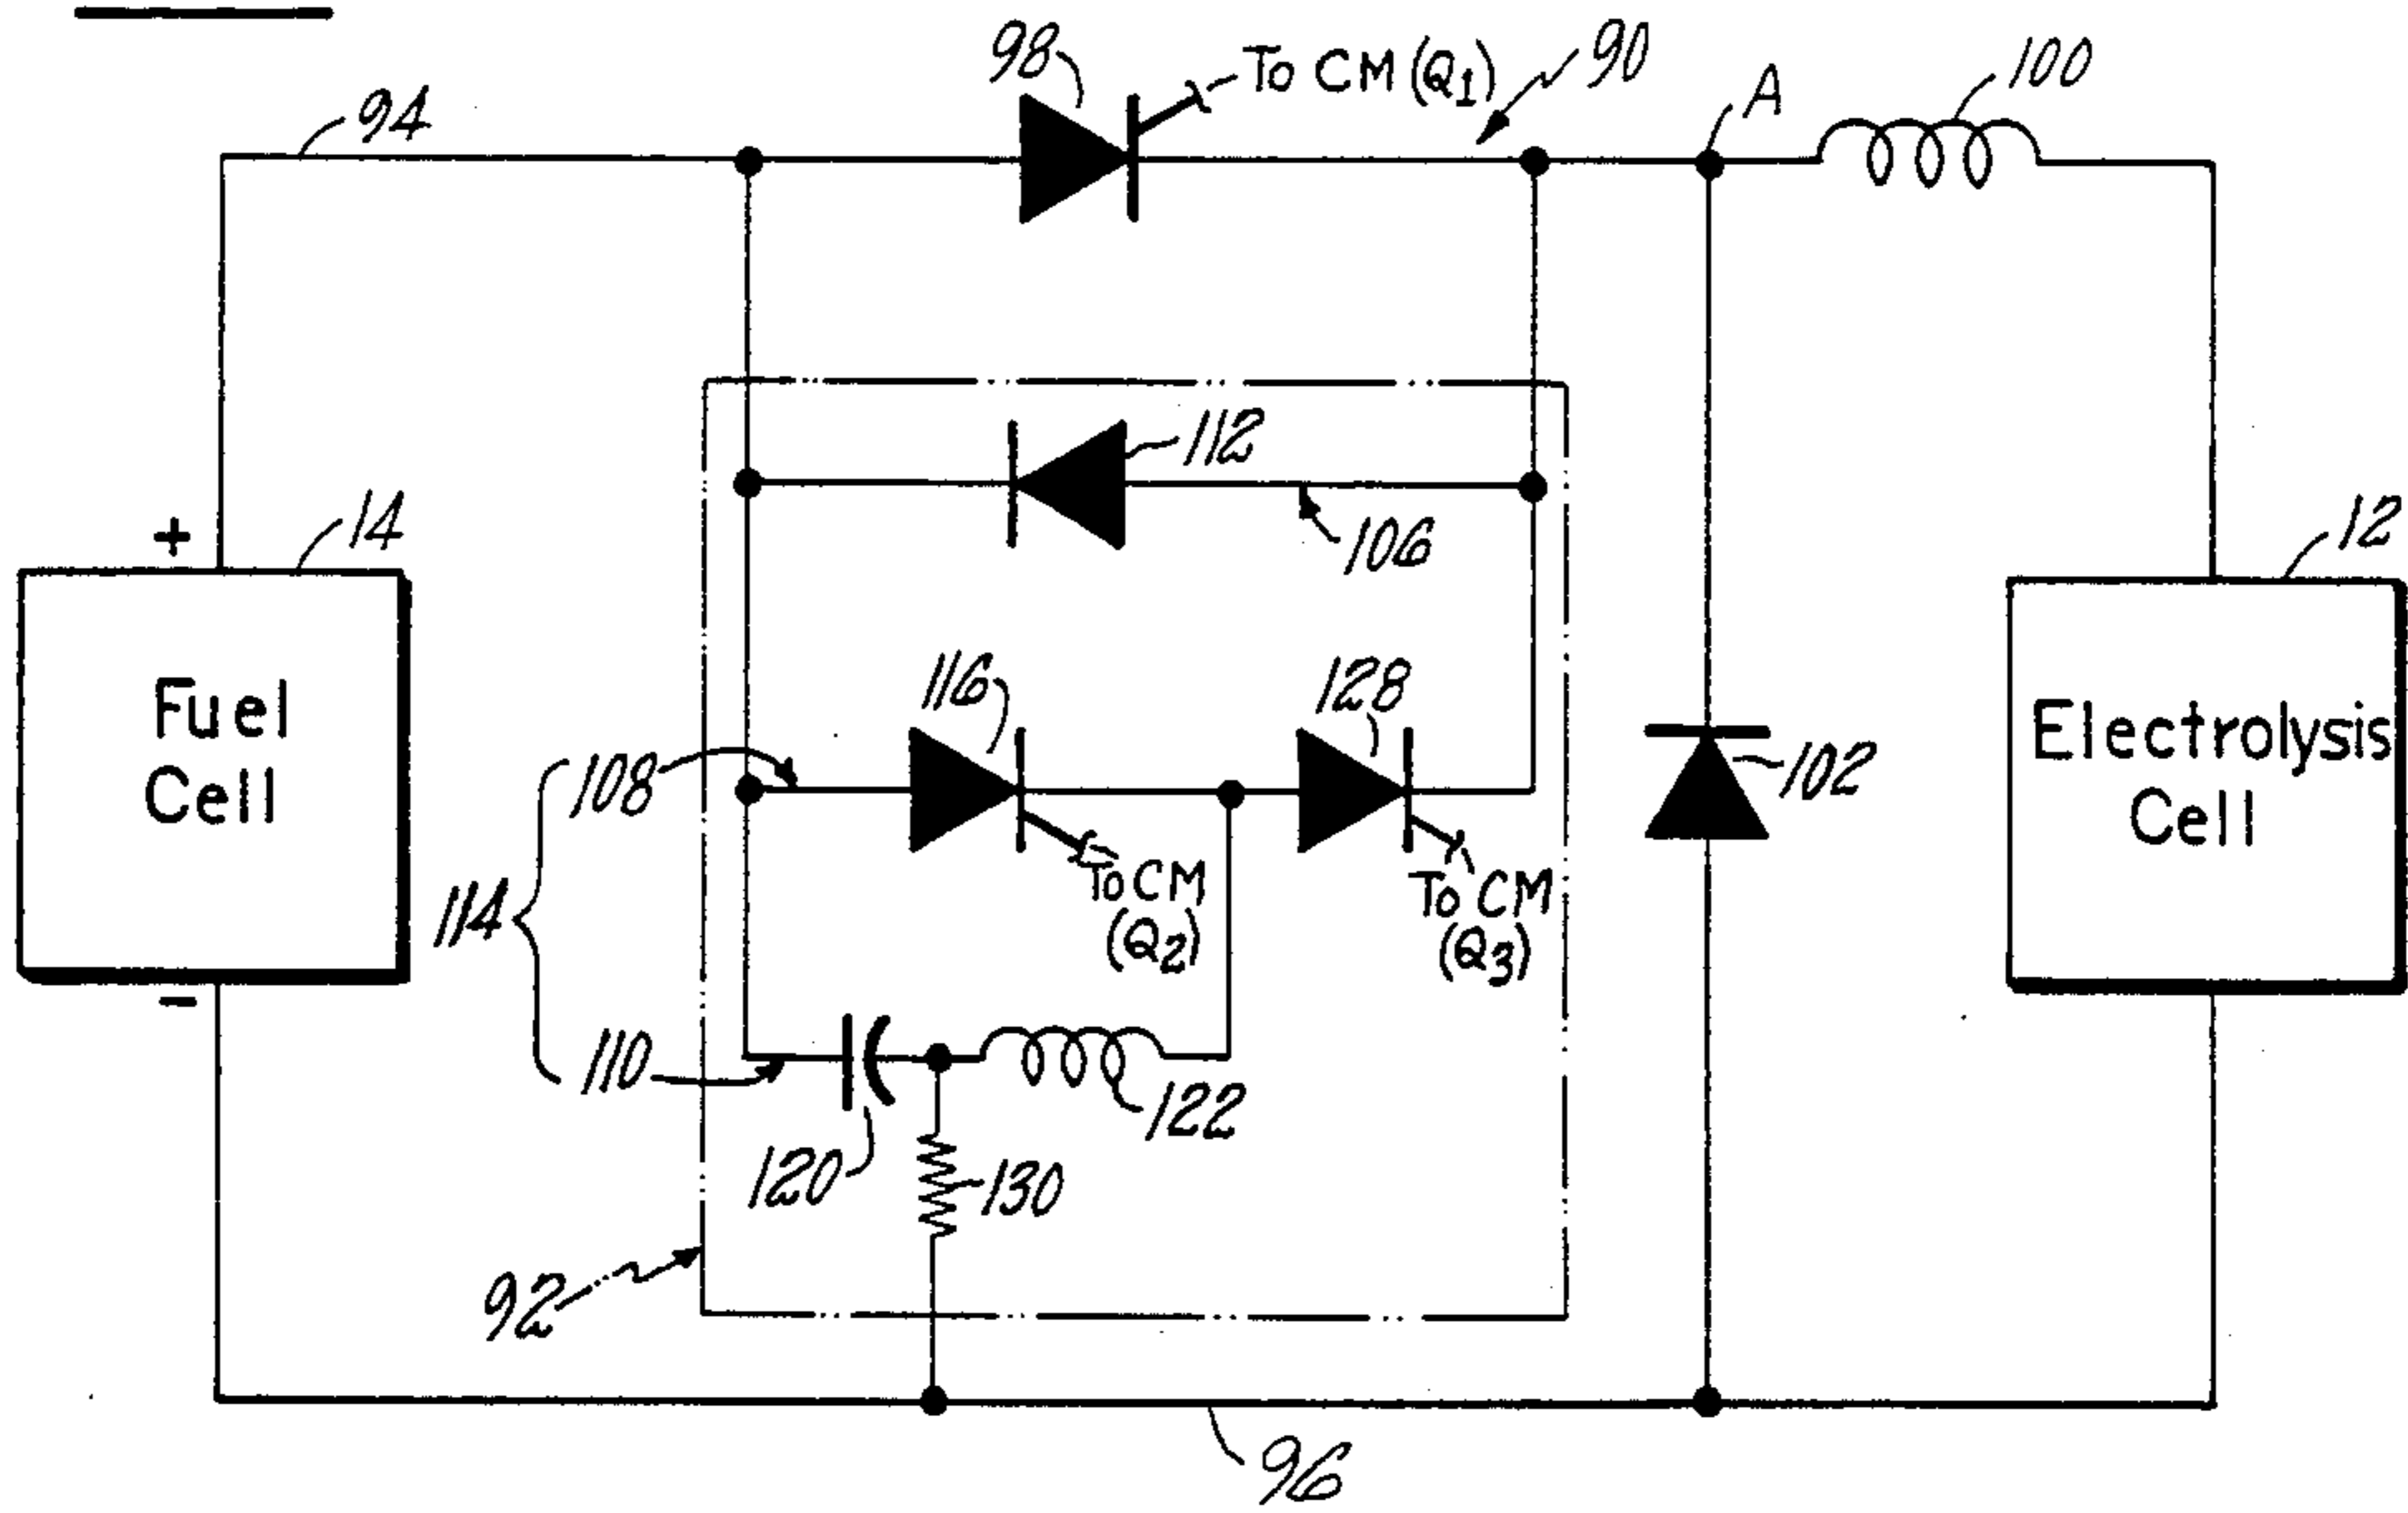 98
To CM (Q1)
90
100
A
94
112
106
+
14
12
Fuel
Cell
116
128
Electrolysis
Cell
102
108
114
To CM
(Q2)
To CM
(Q3)
−
110
122
120
130
92
96